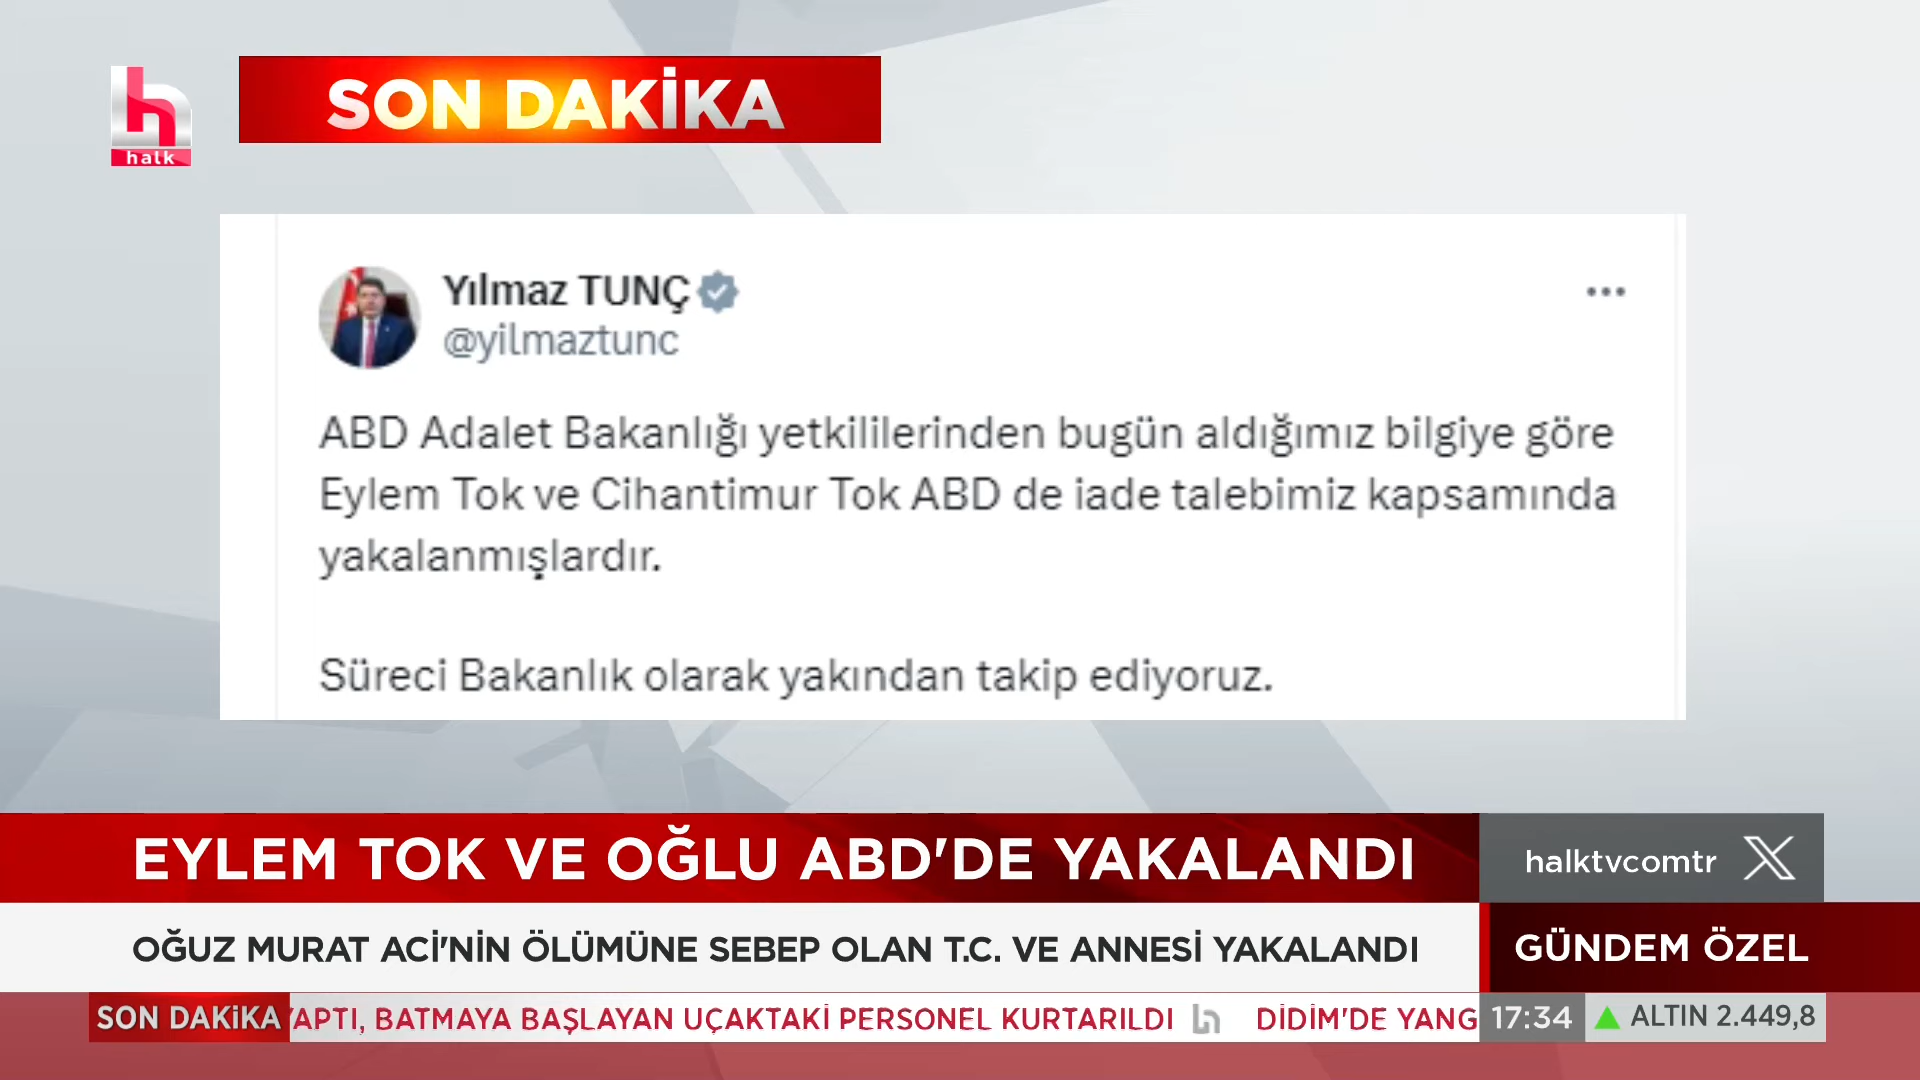 halk
SON DAKİKA
Yılmaz TUNÇ
@yilmaztunc
ABD Adalet Bakanlığı yetkililerinden bugün aldığımız bilgiye göre
Eylem Tok ve Cihantimur Tok ABD de iade talebimiz kapsamında
yakalanmışlardır.
Süreci Bakanlık olarak yakından takip ediyoruz.
EYLEM TOK VE OĞLU ABD'DE YAKALANDI
halktvcomtr
OĞUZ MURAT ACİ'NİN ÖLÜMÜNE SEBEP OLAN T.C. VE ANNESİ YAKALANDI
GÜNDEM ÖZEL
SON DAKİKA YAPTI, BATMAYA BAŞLAYAN UÇAKTAKİ PERSONEL KURTARILDI h DİDİM'DE YANG 17:34 ALTIN 2.449,8